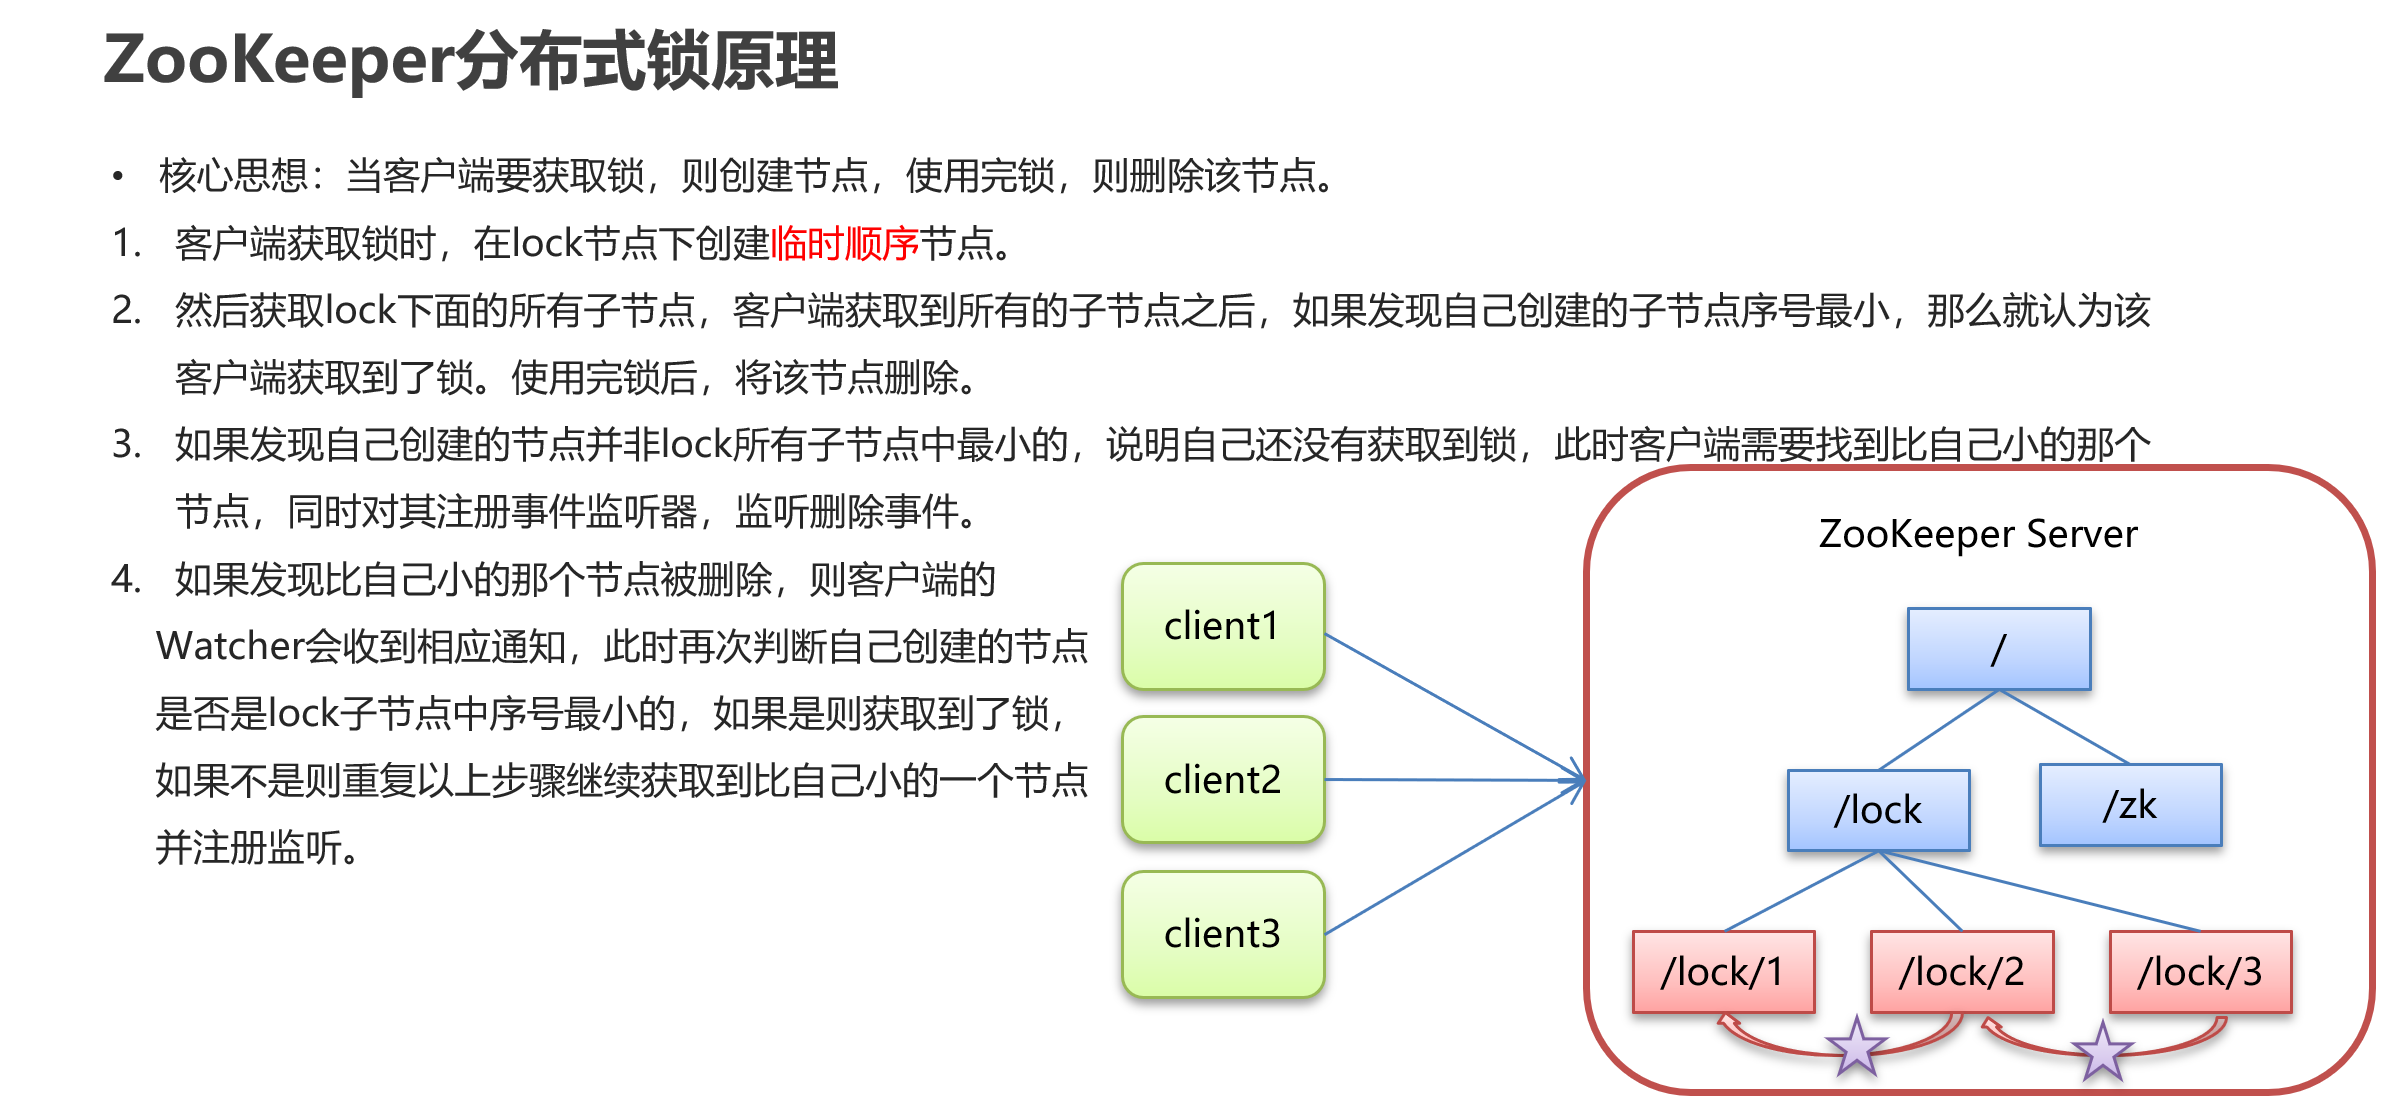 ZooKeeper分布式锁原理
• 核心思想：当客户端要获取锁，则创建节点，使用完锁，则删除该节点。
1. 客户端获取锁时，在lock节点下创建临时顺序节点。
2. 然后获取lock下面的所有子节点，客户端获取到所有的子节点之后，如果发现自己创建的子节点序号最小，那么就认为该
客户端获取到了锁。使用完锁后，将该节点删除。
3. 如果发现自己创建的节点并非lock所有子节点中最小的，说明自己还没有获取到锁，此时客户端需要找到比自己小的那个
节点，同时对其注册事件监听器，监听删除事件。
4. 如果发现比自己小的那个节点被删除，则客户端的
Watcher会收到相应通知，此时再次判断自己创建的节点
是否是lock子节点中序号最小的，如果是则获取到了锁，
如果不是则重复以上步骤继续获取到比自己小的一个节点
并注册监听。
client1
client2
client3
ZooKeeper Server
/
/lock
/zk
/lock/1
/lock/2
/lock/3